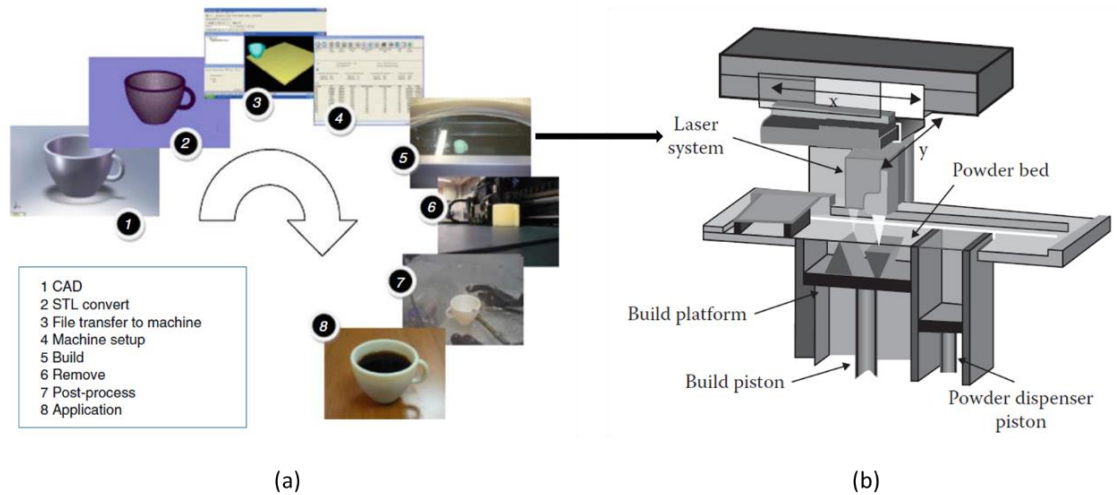 3
4
2
5
1
6
7
8
1 CAD
2 STL convert
3 File transfer to machine
4 Machine setup
5 Build
6 Remove
7 Post-process
8 Application
x
y
Laser
system
Powder bed
Build platform
Build piston
Powder dispenser
piston
(a)
(b)